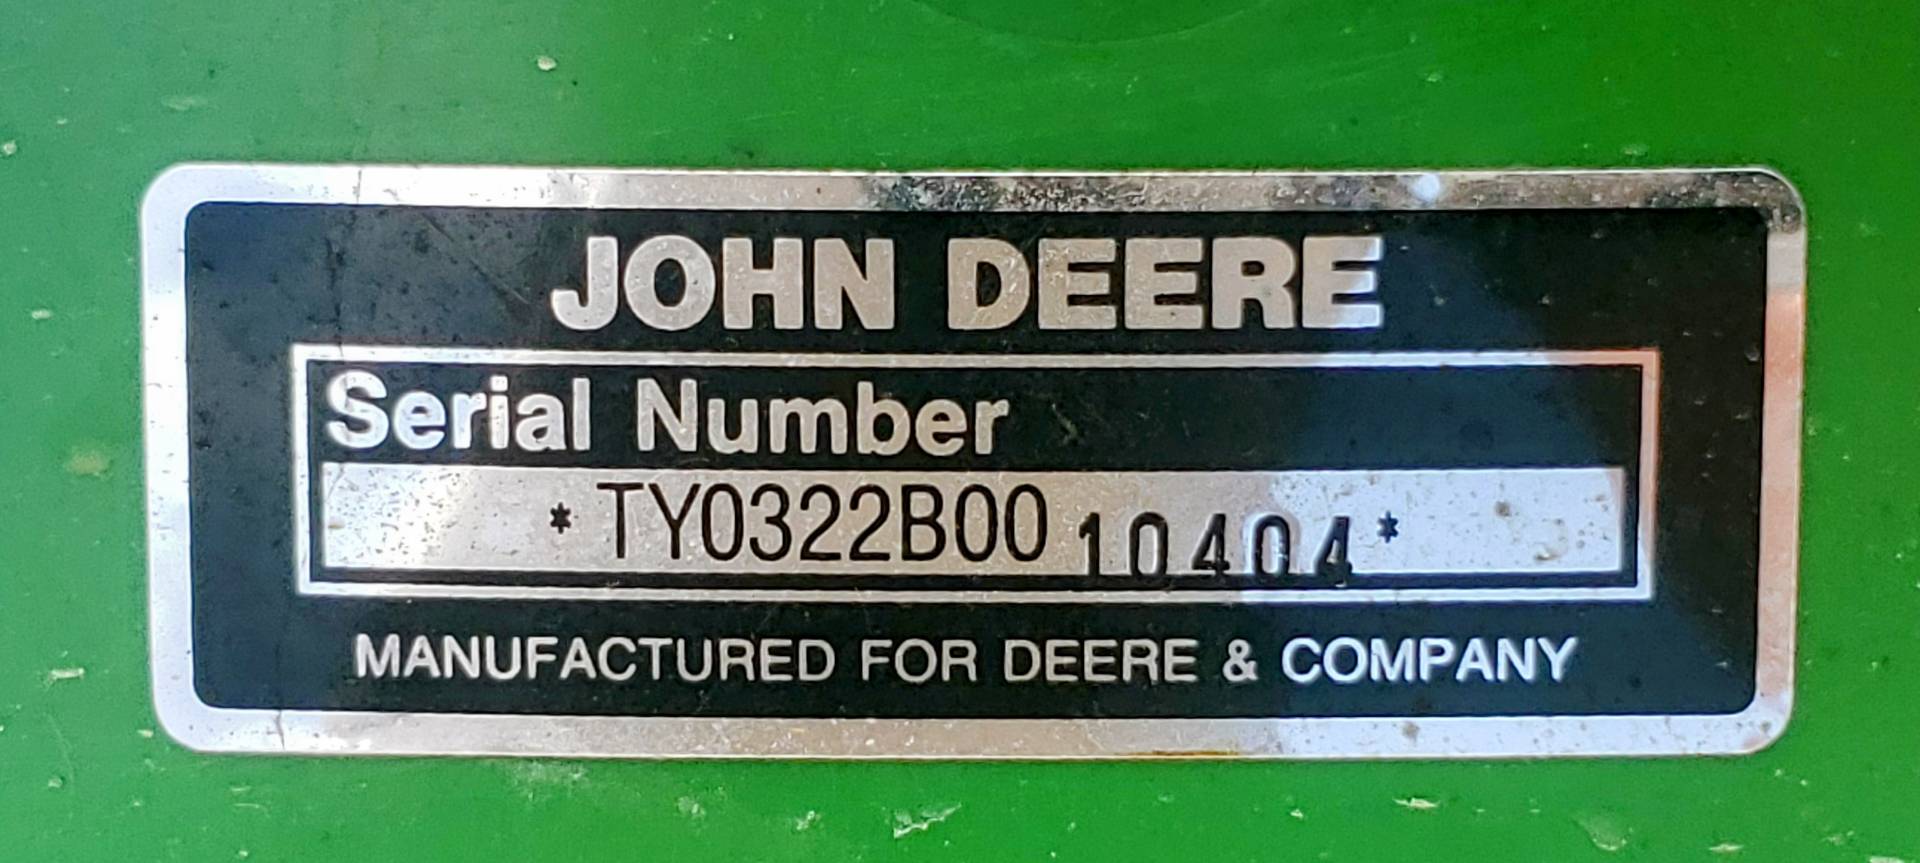 JOHN DEERE
Serial Number
* TY0322B00 10404 *
MANUFACTURED FOR DEERE & COMPANY